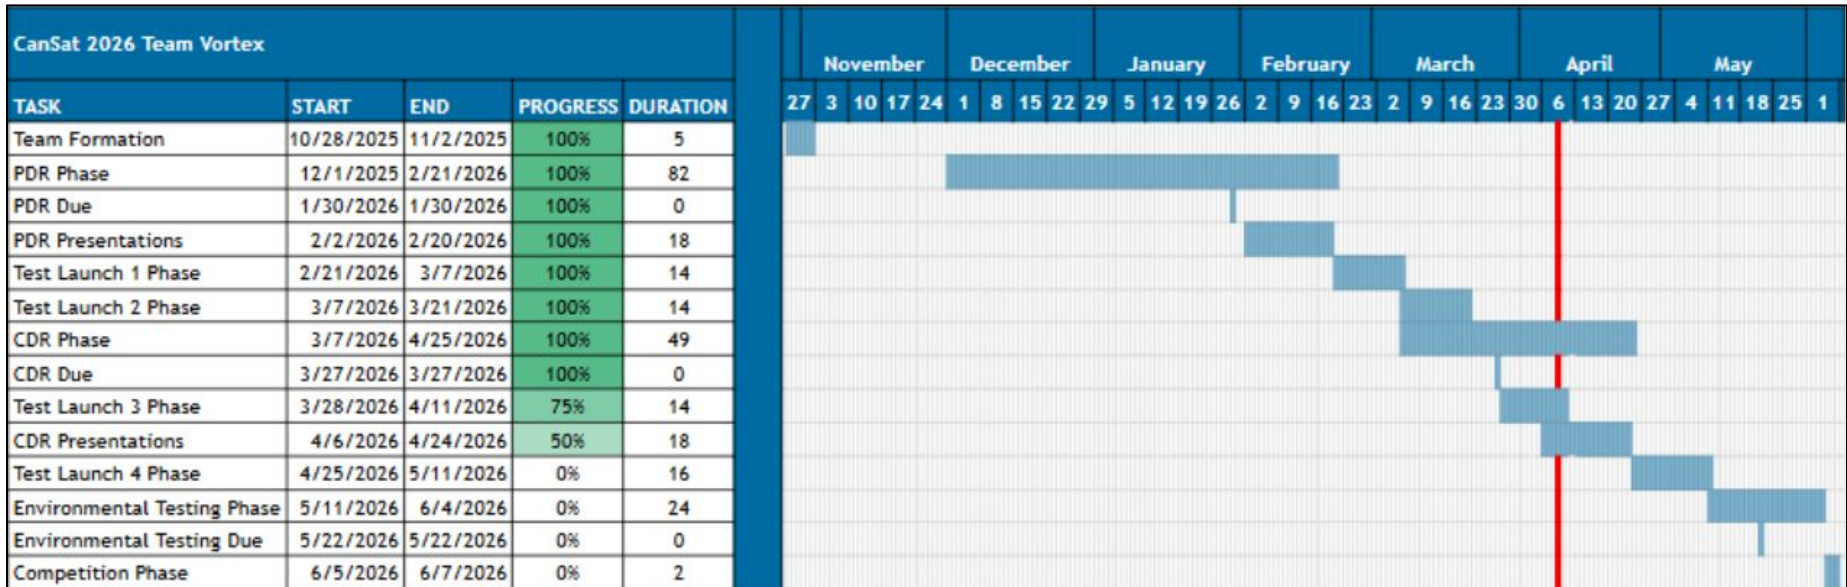 CanSat 2026 Team Vortex
November December January February March April May
TASK START END PROGRESS DURATION 27 3 10 17 24 1 8 15 22 29 5 12 19 26 2 9 16 23 2 9 16 23 30 6 13 20 27 4 11 18 25 1
Team Formation 10/28/2025 11/2/2025 100% 5
PDR Phase 12/1/2025 2/21/2026 100% 82
PDR Due 1/30/2026 1/30/2026 100% 0
PDR Presentations 2/2/2026 2/20/2026 100% 18
Test Launch 1 Phase 2/21/2026 3/7/2026 100% 14
Test Launch 2 Phase 3/7/2026 3/21/2026 100% 14
CDR Phase 3/7/2026 4/25/2026 100% 49
CDR Due 3/27/2026 3/27/2026 100% 0
Test Launch 3 Phase 3/28/2026 4/11/2026 75% 14
CDR Presentations 4/6/2026 4/24/2026 50% 18
Test Launch 4 Phase 4/25/2026 5/11/2026 0% 16
Environmental Testing Phase 5/11/2026 6/4/2026 0% 24
Environmental Testing Due 5/22/2026 5/22/2026 0% 0
Competition Phase 6/5/2026 6/7/2026 0% 2